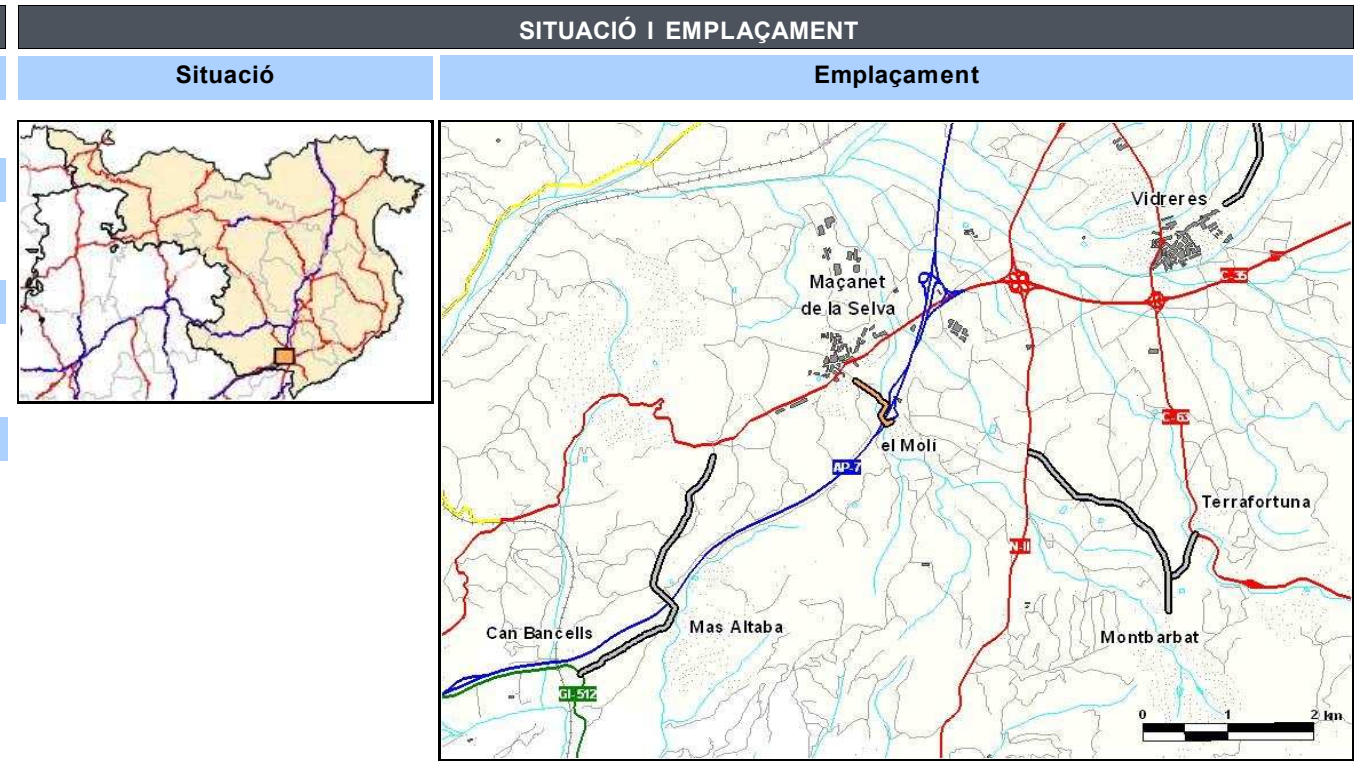 SITUACIÓ I EMPLAÇAMENT
Situació
Emplaçament
Vidreres
Maçanet
de la Selva
C-35
C-63
el Molí
AP-7
Terrafortuna
N-II
Can Bancells
Mas Altaba
Montbarbat
GI-512
0 1 2 km